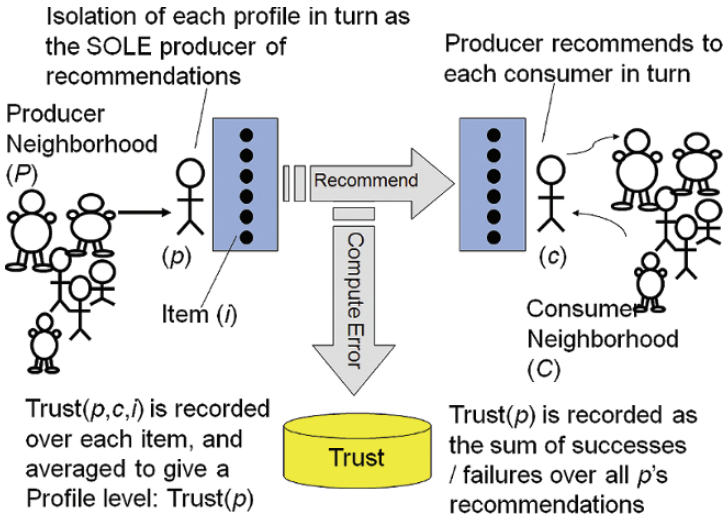 Isolation of each profile in turn as
the SOLE producer of
recommendations
Producer recommends to
each consumer in turn
Producer
Neighborhood
(P)
Recommend
(p)
(c)
Compute Error
Item (i)
Consumer
Neighborhood
(C)
Trust(p,c,i) is recorded
over each item, and
averaged to give a
Profile level: Trust(p)
Trust
Trust(p) is recorded as
the sum of successes
/ failures over all p's
recommendations